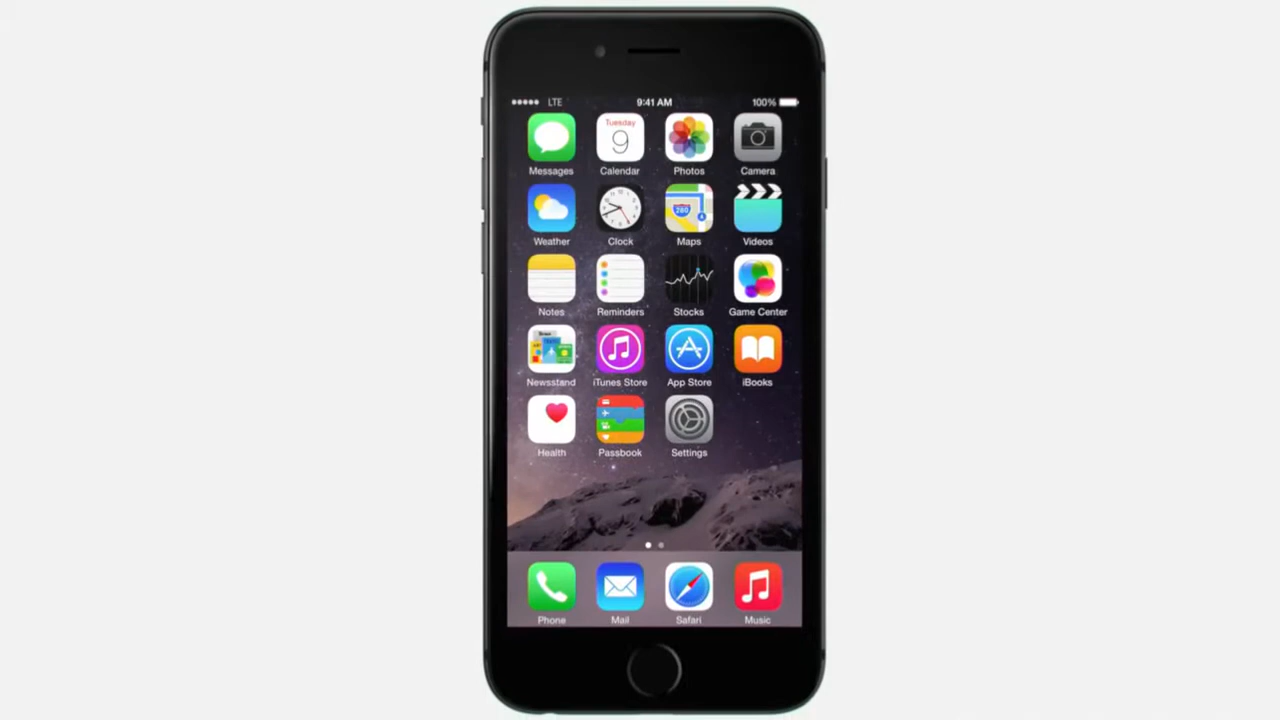 LTE 9:41 AM 100%
Tuesday
9
Messages Calendar Photos Camera
280
Weather Clock Maps Videos
Notes Reminders Stocks Game Center
Newsstand iTunes Store App Store iBooks
Health Passbook Settings
Phone Mail Safari Music